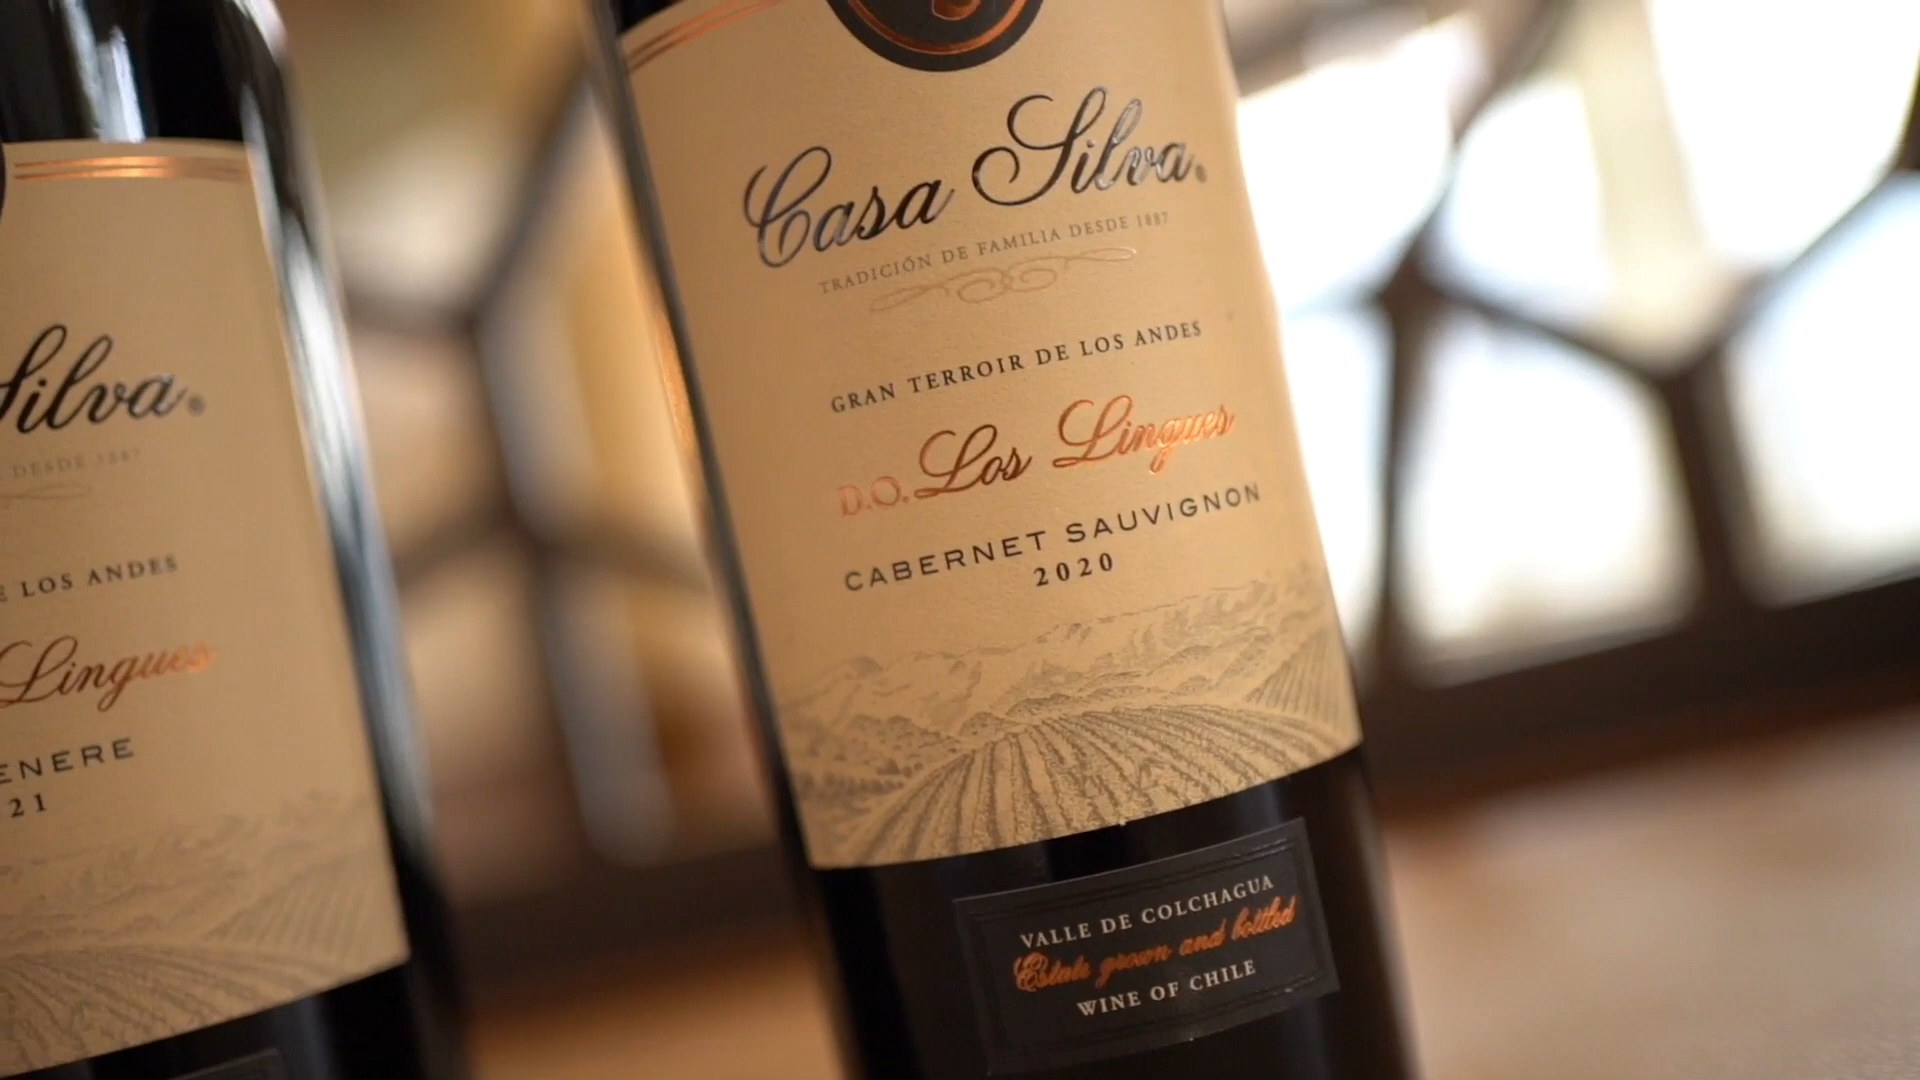 Silva®
DESDE 1887
LOS ANDES
Lingues
ENERE
21
Casa Silva®
TRADICIÓN DE FAMILIA DESDE 1887
GRAN TERROIR DE LOS ANDES
D.O. Los Lingues
CABERNET SAUVIGNON
2020
VALLE DE COLCHAGUA
Estate grown and bottled
WINE OF CHILE